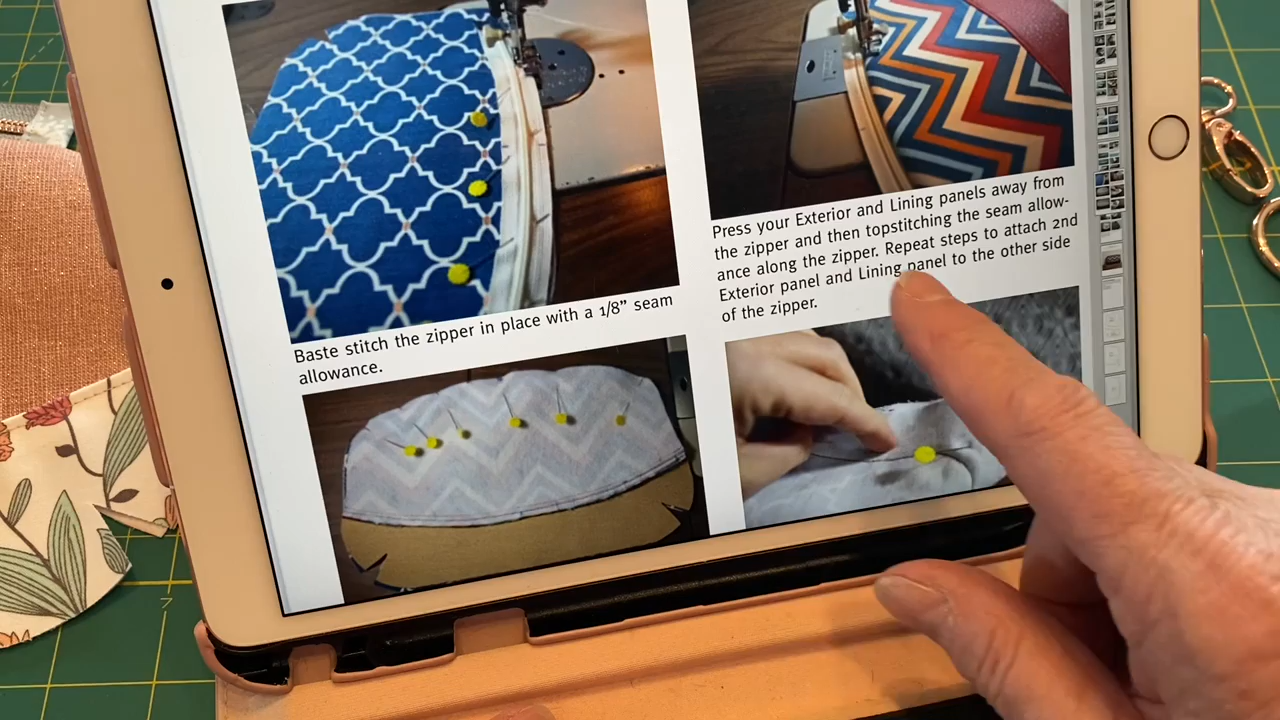 Baste stitch the zipper in place with a 1/8” seam
allowance.
Press your Exterior and Lining panels away from
the zipper and then topstitching the seam allow-
ance along the zipper. Repeat steps to attach 2nd
Exterior panel and Lining panel to the other side
of the zipper.
7